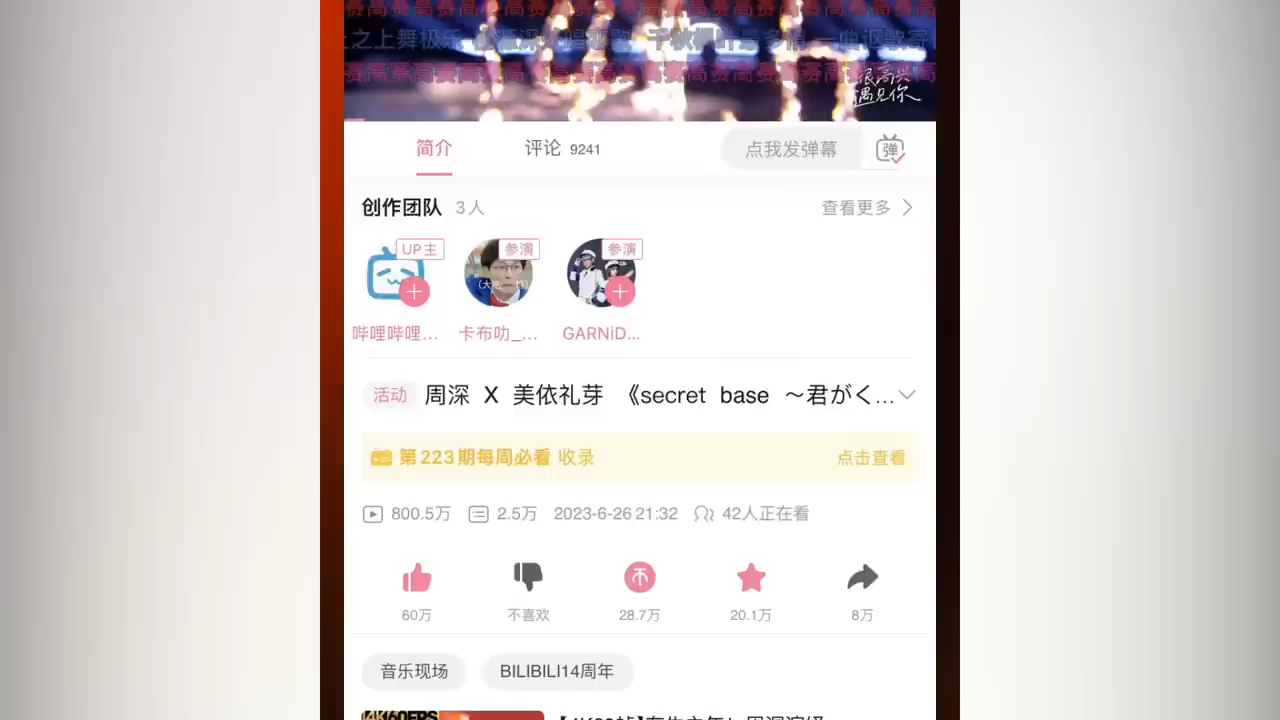 很高兴
遇见你
简介
评论 9241
点我发弹幕
弹
创作团队 3人
查看更多
UP主
参演
参演
哔哩哔哩...
卡布叻_...
GARNiD...
活动
周深 X 美依礼芽 《secret base ～君がく...
第223期每周必看 收录
点击查看
800.5万
2.5万
2023-6-26 21:32
42人正在看
60万
不喜欢
28.7万
20.1万
8万
音乐现场
BILIBILI14周年